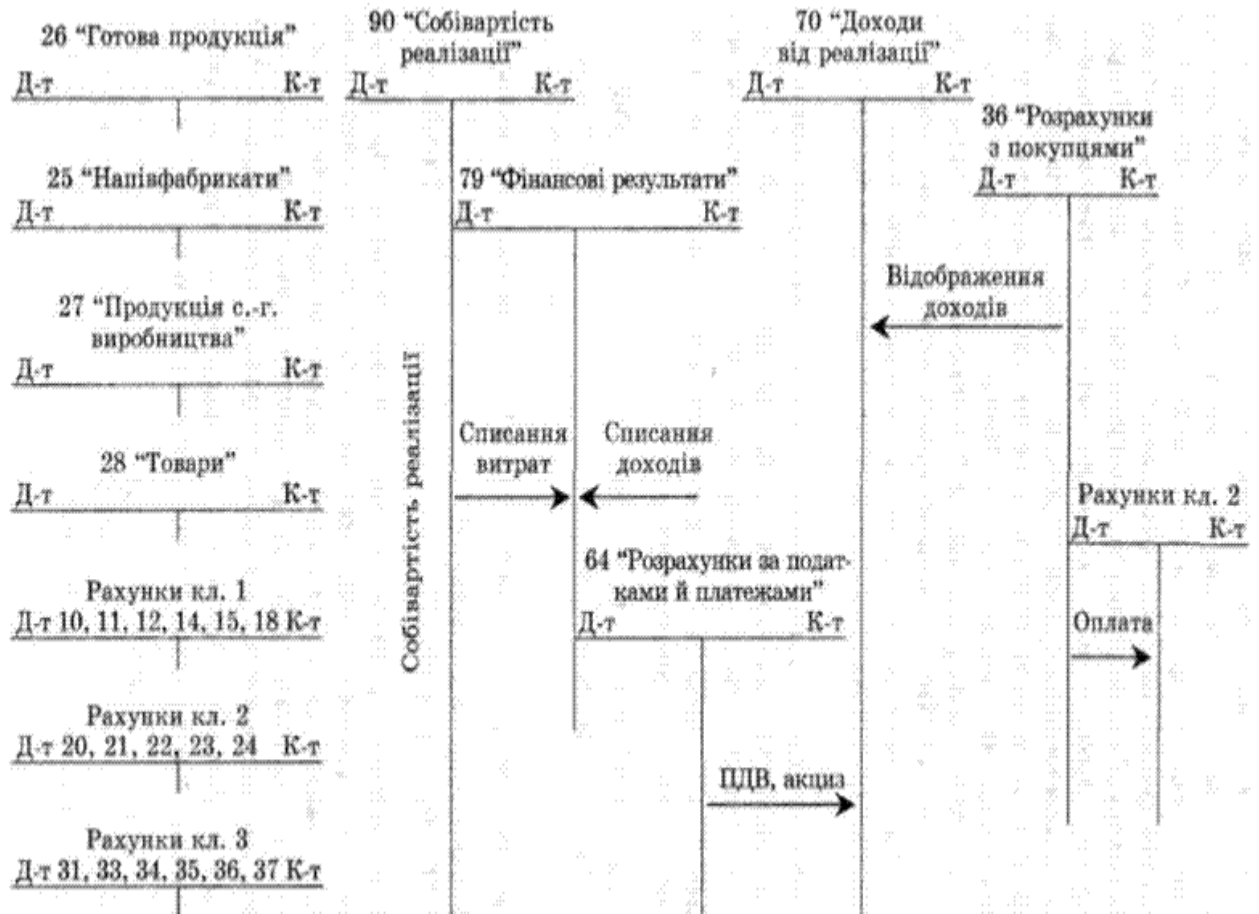 26 “Готова продукція”
Д-т К-т
25 “Напівфабрикати”
Д-т К-т
27 “Продукція с.-г.
виробництва”
Д-т К-т
28 “Товари”
Д-т К-т
Рахунки кл. 1
Д-т 10, 11, 12, 14, 15, 18 К-т
Рахунки кл. 2
Д-т 20, 21, 22, 23, 24 К-т
Рахунки кл. 3
Д-т 31, 33, 34, 35, 36, 37 К-т
90 “Собівартість
реалізації”
Д-т К-т
Собівартість реалізації
79 “Фінансові результати”
Д-т К-т
Списання
витрат
Списання
доходів
64 “Розрахунки за подат-
ками й платежами”
Д-т К-т
ПДВ, акциз
70 “Доходи
від реалізації”
Д-т К-т
Відображення
доходів
36 “Розрахунки
з покупцями”
Д-т К-т
Рахунки кл. 2
Д-т К-т
Оплата